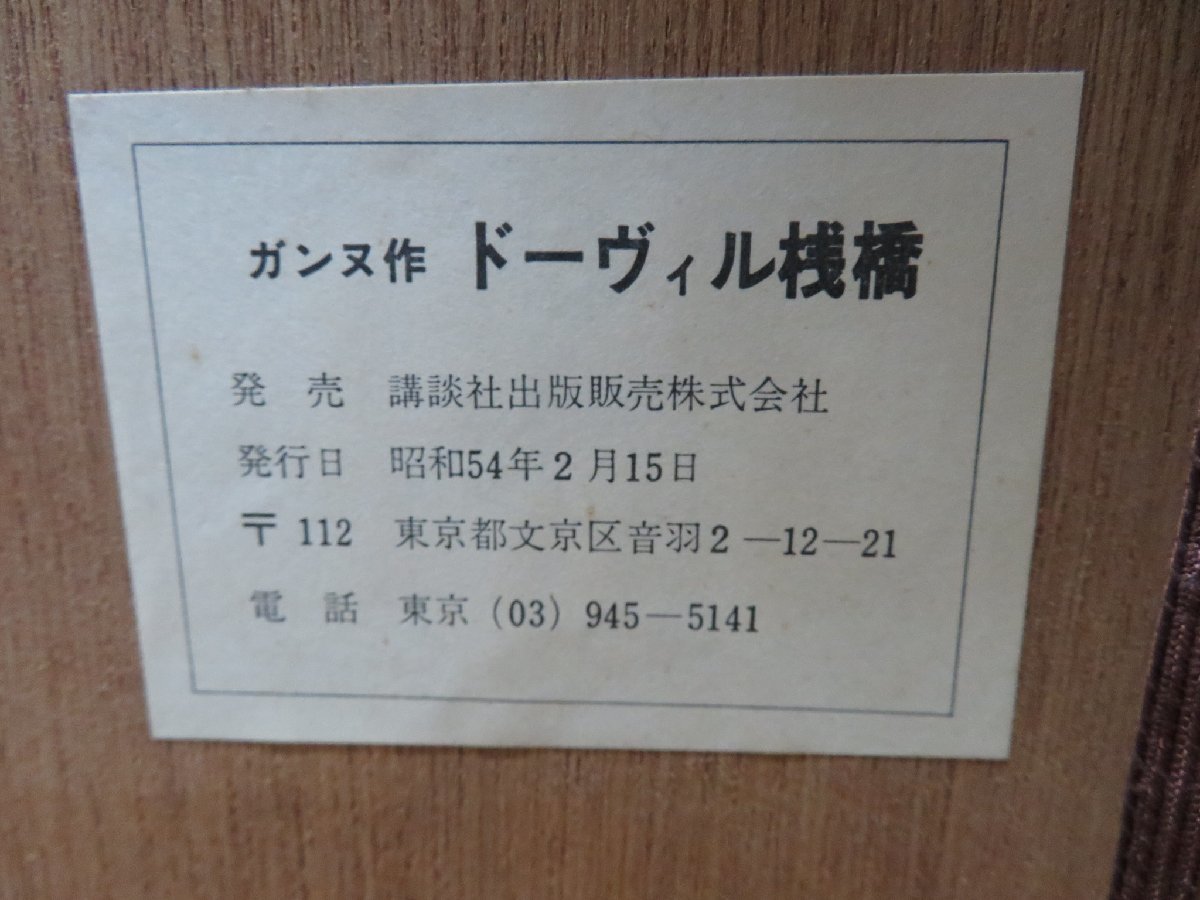 ガンヌ作 ドーヴィル桟橋
発 売 講談社出版販売株式会社
発行日 昭和54年2月15日
〒112 東京都文京区音羽2―12―21
電 話 東京(03)945―5141